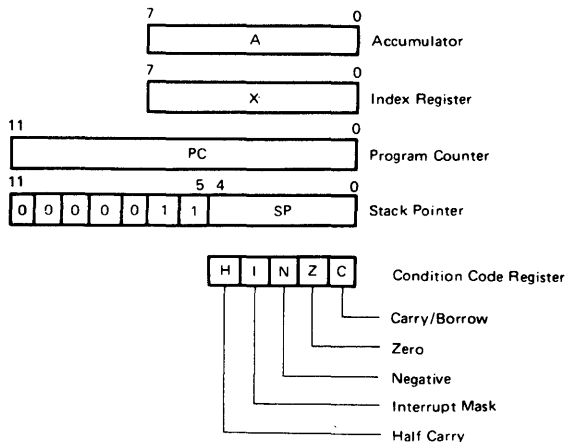 7 0
A Accumulator
7 0
X Index Register
11 0
PC Program Counter
11 5 4 0
0 0 0 0 0 1 1 SP Stack Pointer
H I N Z C Condition Code Register
Carry/Borrow
Zero
Negative
Interrupt Mask
Half Carry